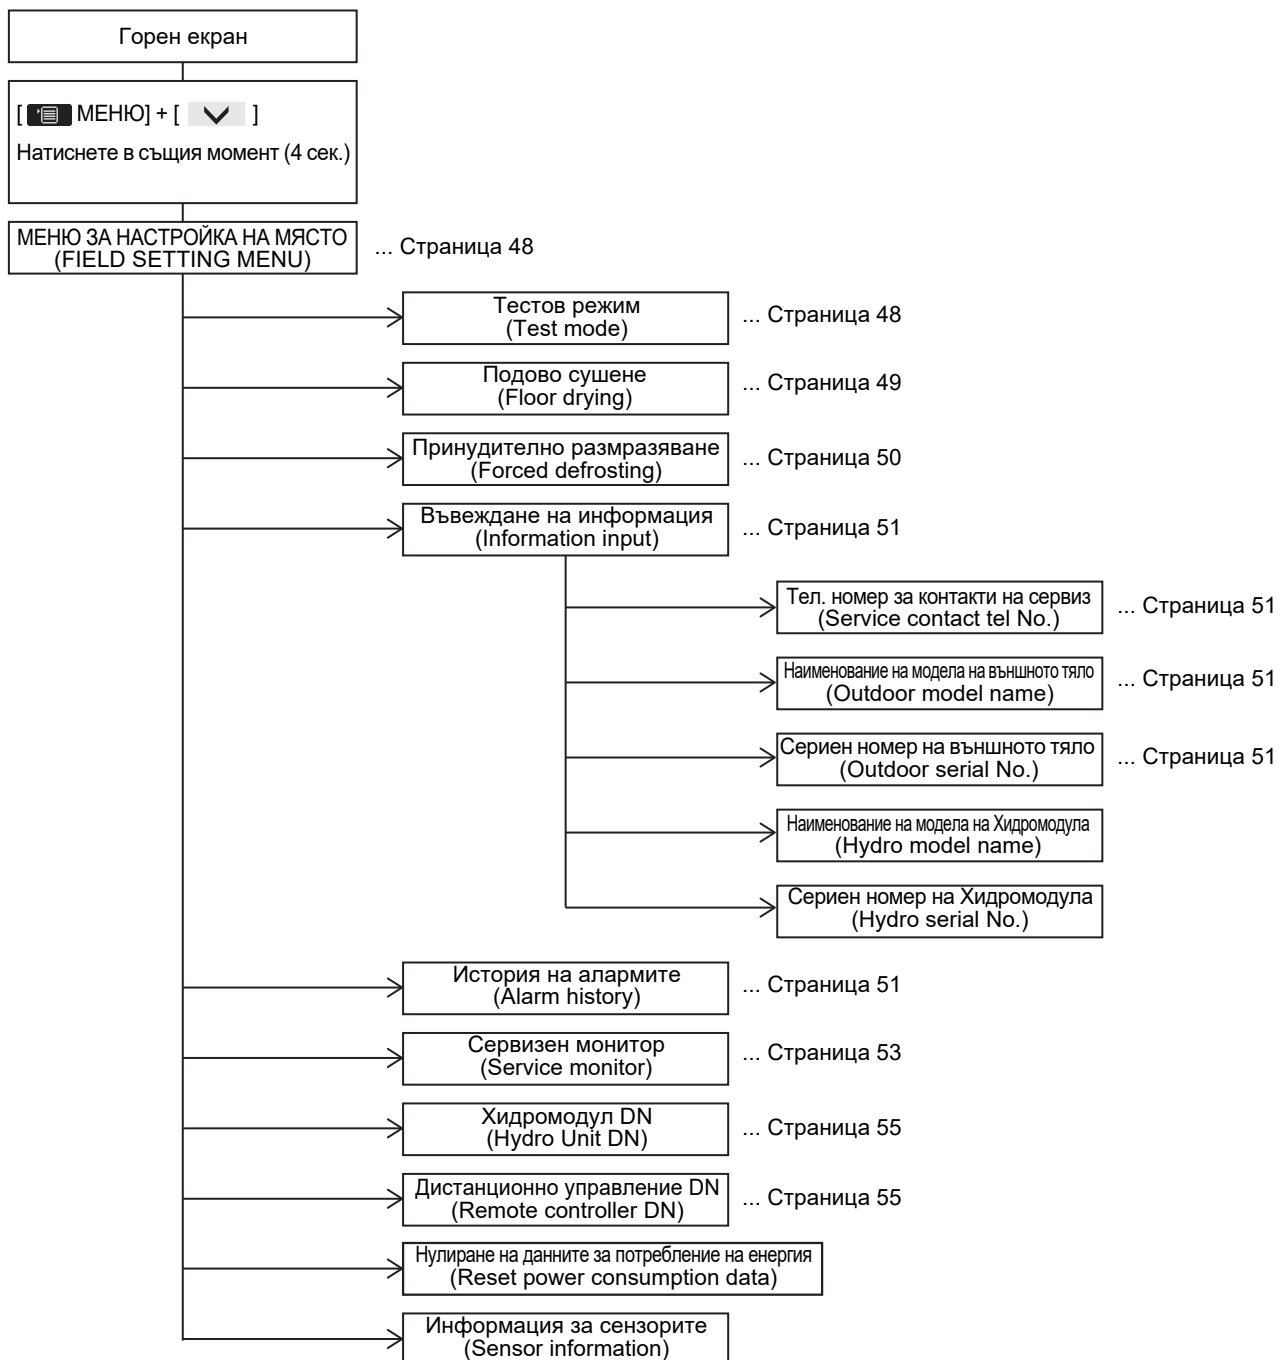 Горен екран
[ МЕНЮ] + [ ]
Натиснете в същия момент (4 сек.)
МЕНЮ ЗА НАСТРОЙКА НА МЯСТО
(FIELD SETTING MENU)
... Страница 48
Тестов режим
(Test mode)
... Страница 48
Подово сушене
(Floor drying)
... Страница 49
Принудително размразяване
(Forced defrosting)
... Страница 50
Въвеждане на информация
(Information input)
... Страница 51
Тел. номер за контакти на сервиз
(Service contact tel No.)
... Страница 51
Наименование на модела на външното тяло
(Outdoor model name)
... Страница 51
Сериен номер на външното тяло
(Outdoor serial No.)
... Страница 51
Наименование на модела на Хидромодула
(Hydro model name)
Сериен номер на Хидромодула
(Hydro serial No.)
История на алармите
(Alarm history)
... Страница 51
Сервизен монитор
(Service monitor)
... Страница 53
Хидромодул DN
(Hydro Unit DN)
... Страница 55
Дистанционно управление DN
(Remote controller DN)
... Страница 55
Нулиране на данните за потребление на енергия
(Reset power consumption data)
Информация за сензорите
(Sensor information)